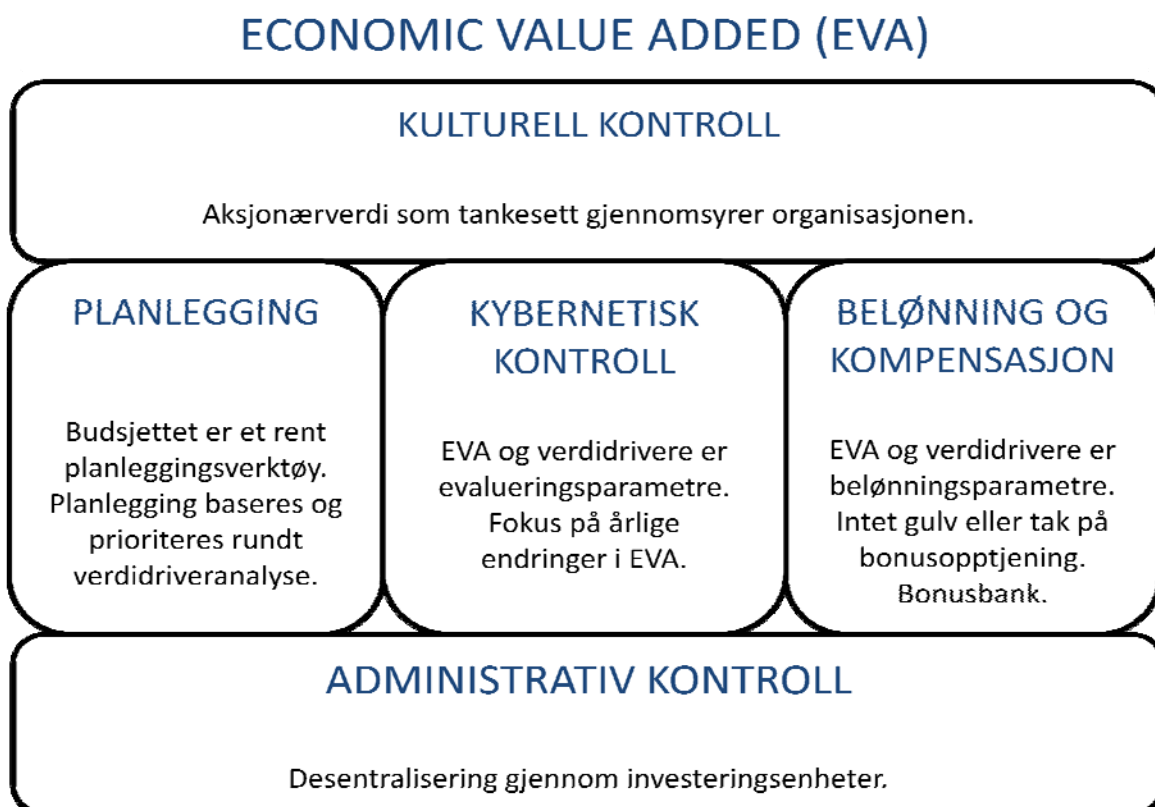 ECONOMIC VALUE ADDED (EVA)
KULTURELL KONTROLL
Aksjonærverdi som tankesett gjennomsyrer organisasjonen.
PLANLEGGING
Budsjettet er et rent
planleggingsverktøy.
Planlegging baseres og
prioriteres rundt
verdidriveranalyse.
KYBERNETISK
KONTROLL
EVA og verdidrivere er
evalueringsparametre.
Fokus på årlige
endringer i EVA.
BELØNNING OG
KOMPENSASJON
EVA og verdidrivere er
belønningsparametre.
Intet gulv eller tak på
bonusopptjening.
Bonusbank.
ADMINISTRATIV KONTROLL
Desentralisering gjennom investeringsenheter.